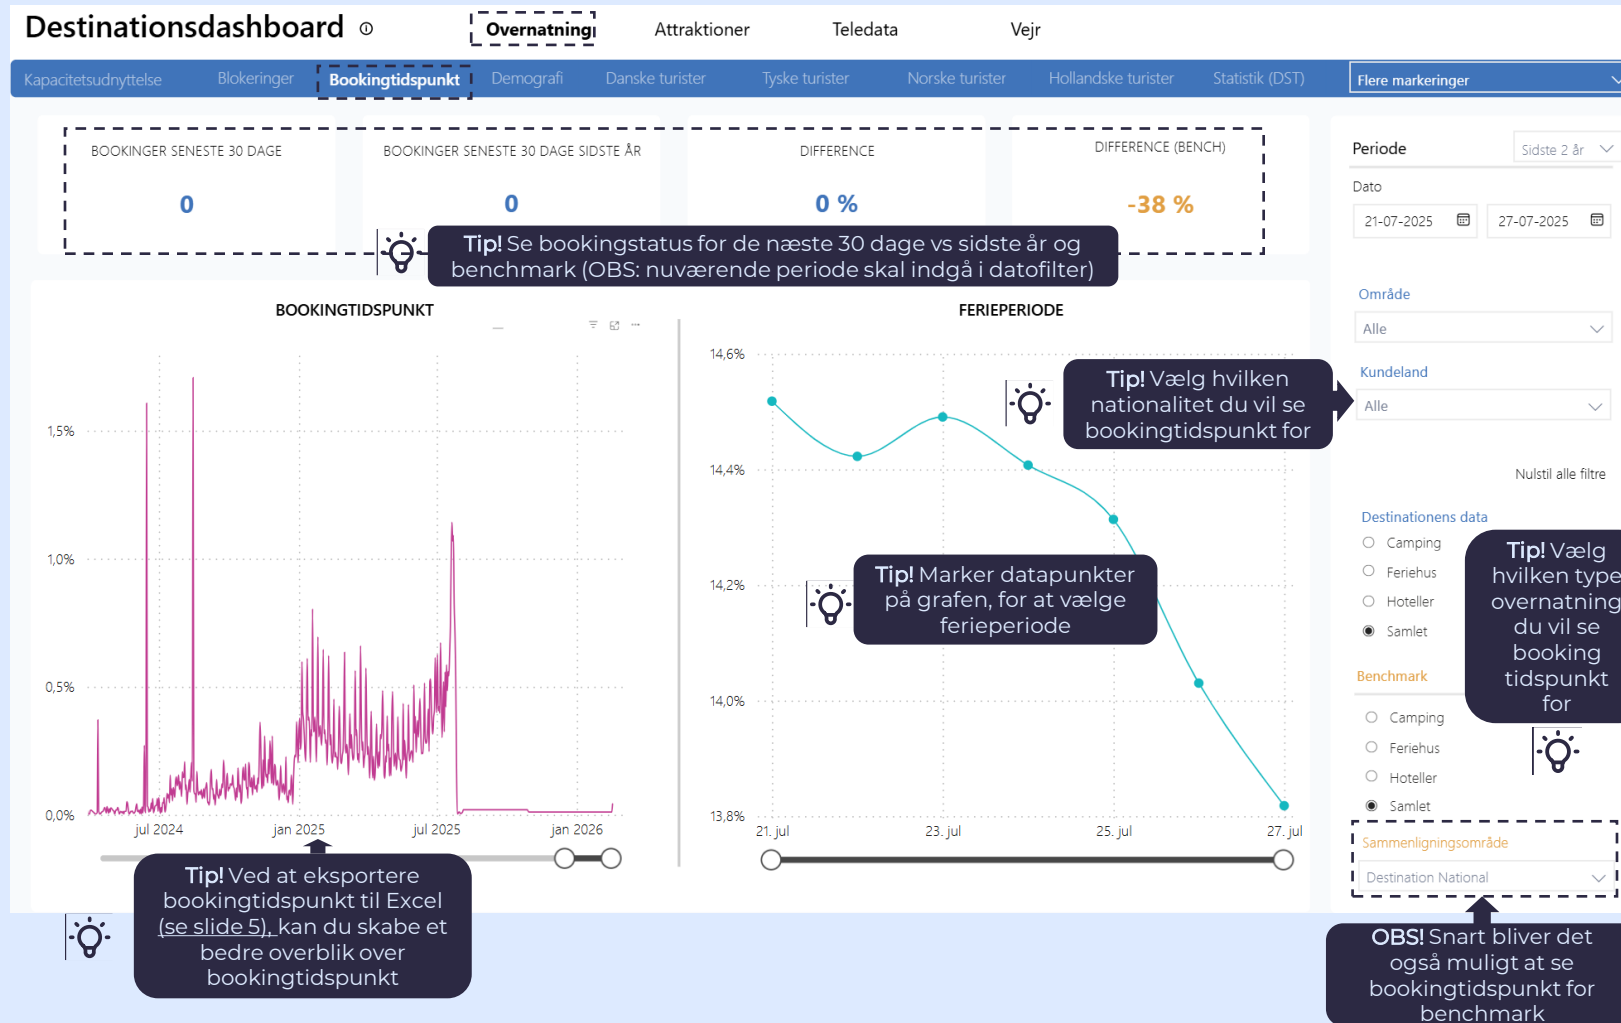 Destinationsdashboard
Overnatning
Attraktioner
Teledata
Vejr
Kapacitetsudnyttelse
Blokeringer
Bookingtidspunkt
Demografi
Danske turister
Tyske turister
Norske turister
Hollandske turister
Statistik (DST)
Flere markeringer
BOOKINGER SENESTE 30 DAGE
0
BOOKINGER SENESTE 30 DAGE SIDSTE ÅR
0
DIFFERENCE
0 %
DIFFERENCE (BENCH)
-38 %
Tip! Se bookingstatus for de næste 30 dage vs sidste år og
benchmark (OBS: nuværende periode skal indgå i datofilter)
Periode
Sidste 2 år
Dato
21-07-2025
27-07-2025
Område
Alle
Kundeland
Alle
Nulstil alle filtre
BOOKINGTIDSPUNKT
1,5%
1,0%
0,5%
0,0%
jul 2024
jan 2025
jul 2025
jan 2026
FERIEPERIODE
14,6%
14,4%
14,2%
14,0%
13,8%
21. jul
23. jul
25. jul
27. jul
Tip! Vælg hvilken
nationalitet du vil se
bookingtidspunkt for
Tip! Marker datapunkter
på grafen, for at vælge
ferieperiode
Destinationens data
Camping
Feriehus
Hoteller
Samlet
Tip! Vælg
hvilken type
overnatning
du vil se
booking
tidspunkt
for
Benchmark
Camping
Feriehus
Hoteller
Samlet
Sammenligningsområde
Destination National
Tip! Ved at eksportere
bookingtidspunkt til Excel
(se slide 5), kan du skabe et
bedre overblik over
bookingtidspunkt
OBS! Snart bliver det
også muligt at se
bookingtidspunkt for
benchmark